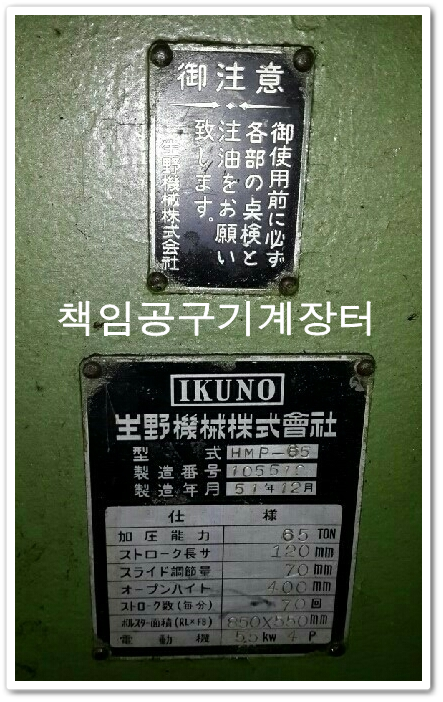 御注意
御使用前に必ず
各部の点検と
注油をお願い
致します。
生野機械株式会社
책임공구기계장터
IKUNO
生野機械株式會社
型式 HMP-65
製造番号 10551
製造年月 51年12月
仕様
加圧能力 65 TON
ストローク長サ 120 mm
スライド調節量 70 mm
オープンハイト 400 mm
ストローク数(毎分) 70 回
ボルスター面積(RL×FB) 850X550 mm
電動機 5.5 kw 4 P